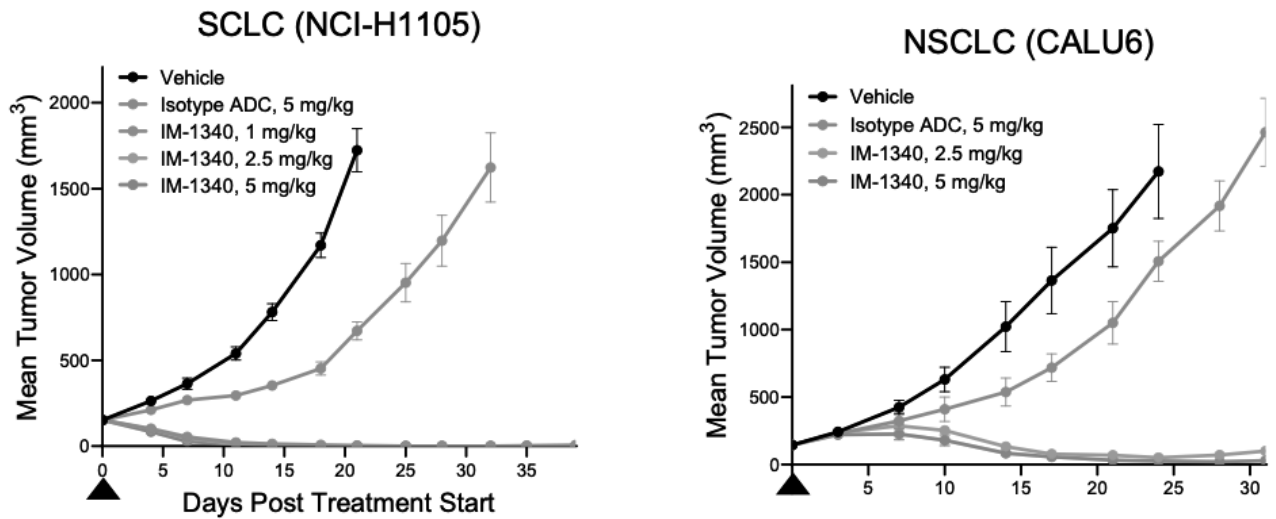 SCLC (NCI-H1105)
Vehicle
Isotype ADC, 5 mg/kg
IM-1340, 1 mg/kg
IM-1340, 2.5 mg/kg
IM-1340, 5 mg/kg
Mean Tumor Volume (mm³)
2000
1500
1000
500
0
0 5 10 15 20 25 30 35
Days Post Treatment Start
NSCLC (CALU6)
Vehicle
Isotype ADC, 5 mg/kg
IM-1340, 2.5 mg/kg
IM-1340, 5 mg/kg
Mean Tumor Volume (mm³)
2500
2000
1500
1000
500
0
5 10 15 20 25 30